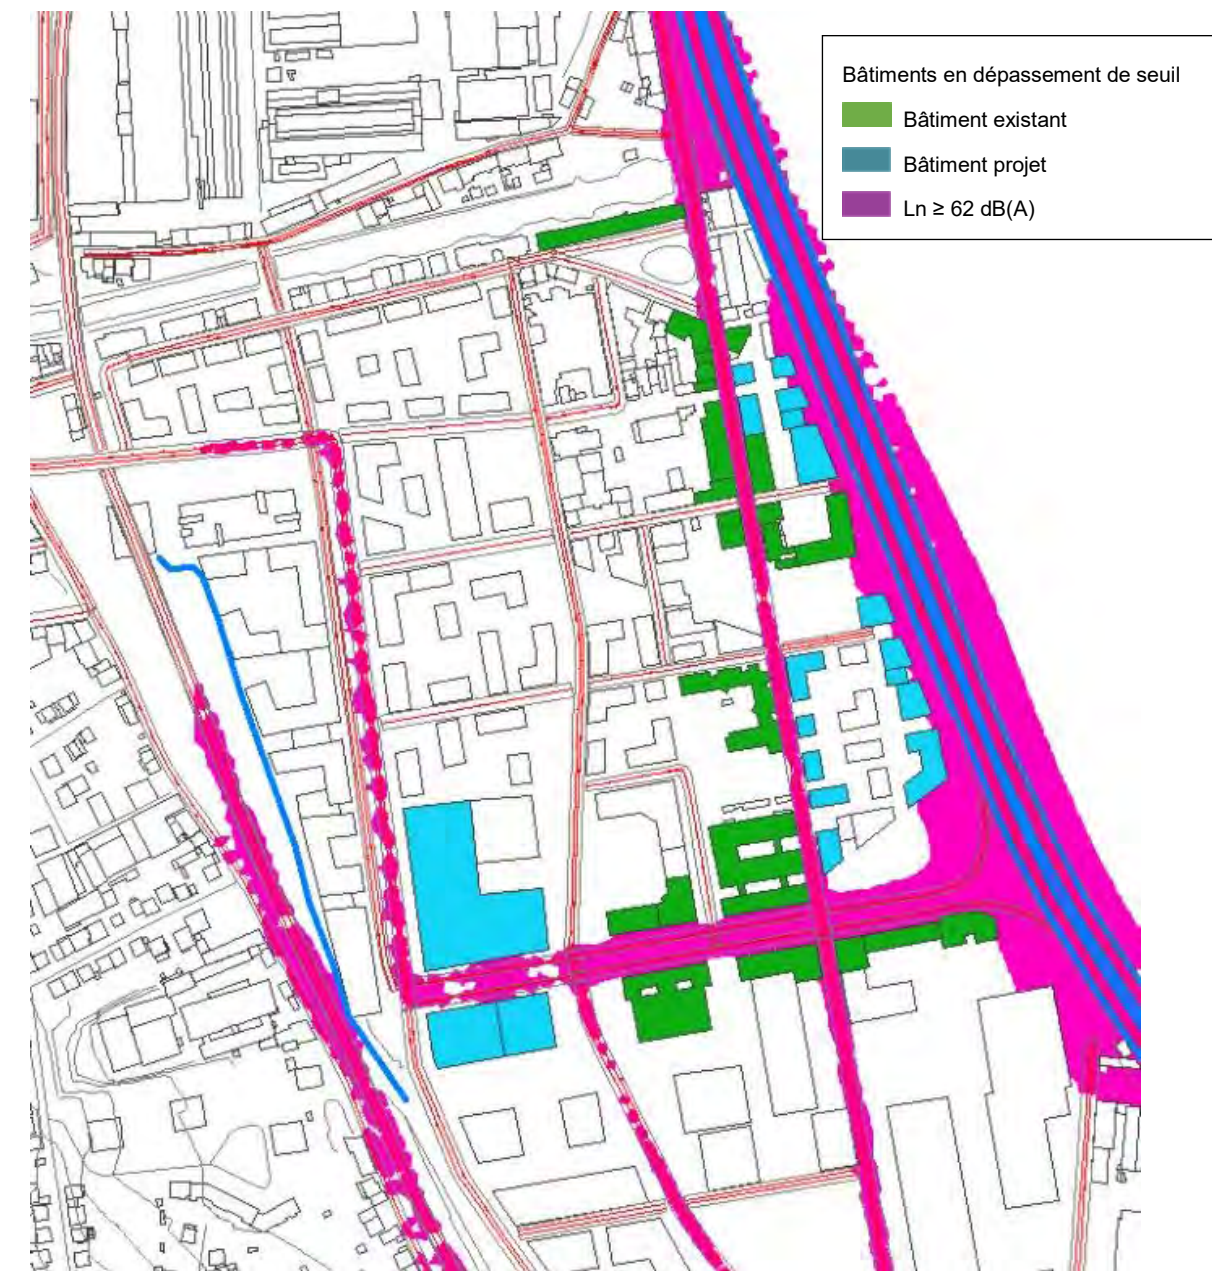 Bâtiments en dépassement de seuil
Bâtiment existant
Bâtiment projet
Ln ≥ 62 dB(A)